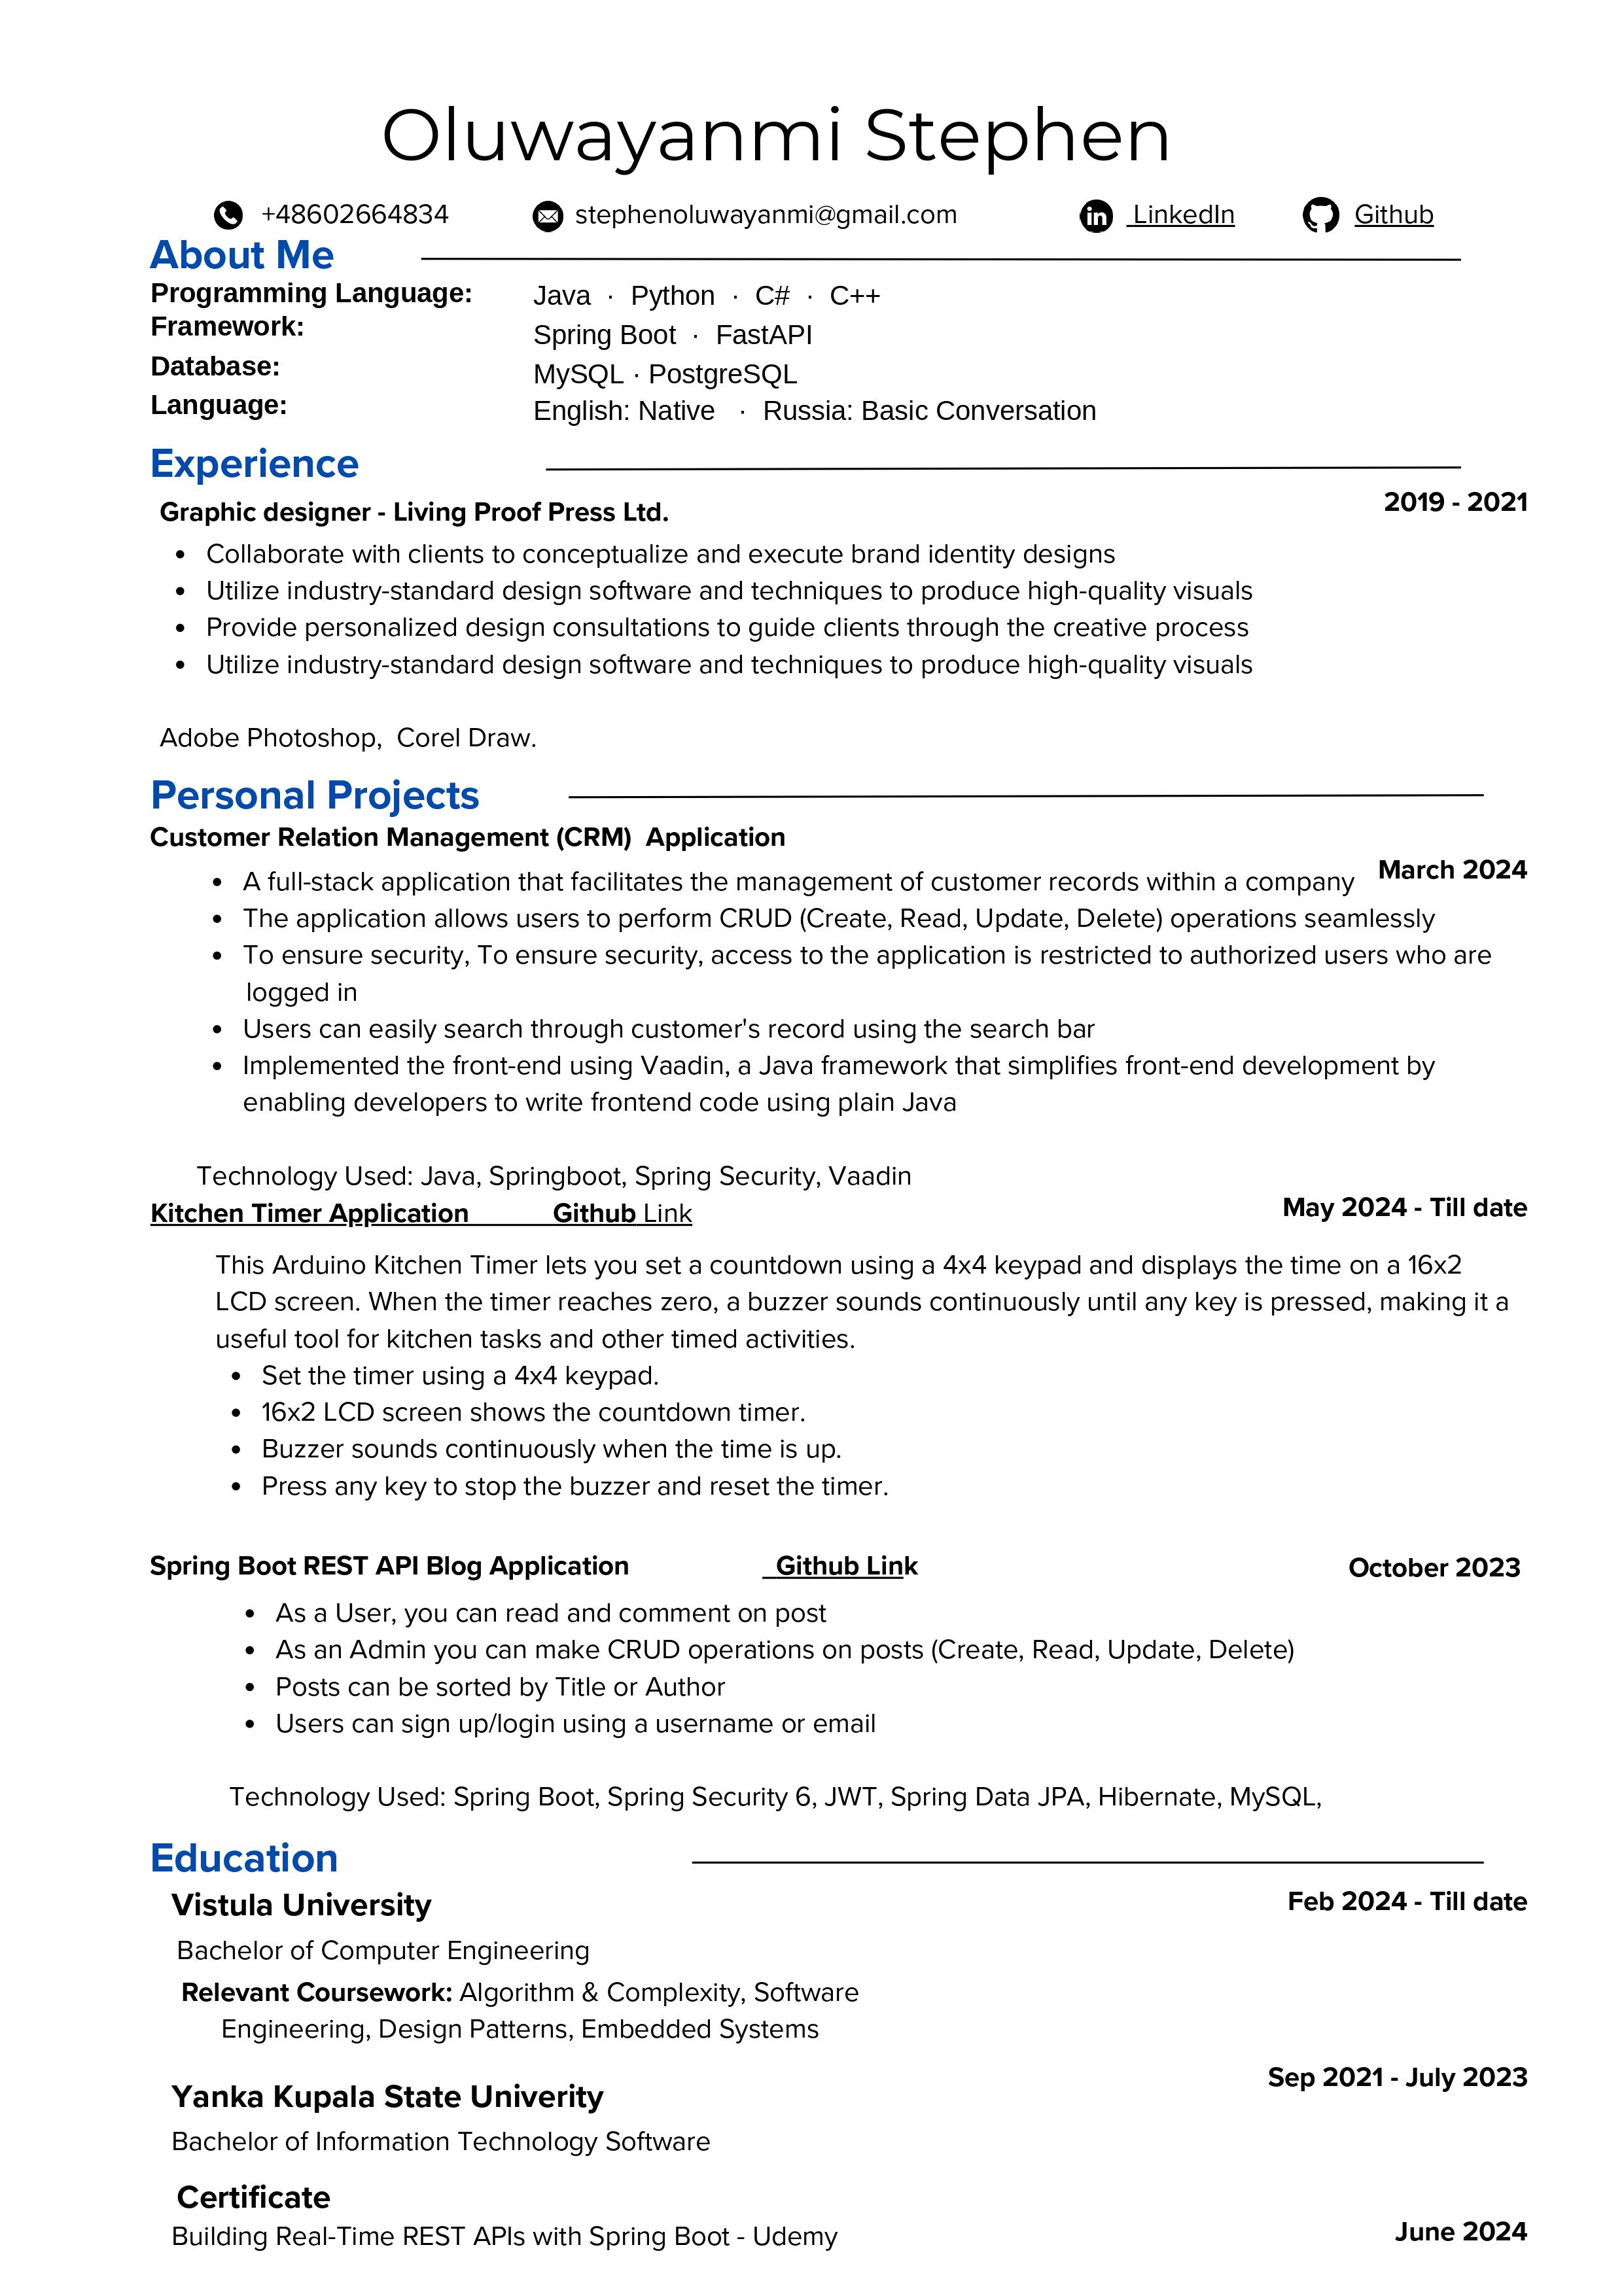 Oluwayanmi Stephen
+48602664834 stephenoluwayanmi@gmail.com LinkedIn Github
About Me
Programming Language: Java · Python · C# · C++
Framework: Spring Boot · FastAPI
Database: MySQL · PostgreSQL
Language: English: Native · Russia: Basic Conversation
Experience
Graphic designer - Living Proof Press Ltd. 2019 - 2021
• Collaborate with clients to conceptualize and execute brand identity designs
• Utilize industry-standard design software and techniques to produce high-quality visuals
• Provide personalized design consultations to guide clients through the creative process
• Utilize industry-standard design software and techniques to produce high-quality visuals
Adobe Photoshop, Corel Draw.
Personal Projects
Customer Relation Management (CRM) Application
• A full-stack application that facilitates the management of customer records within a company March 2024
• The application allows users to perform CRUD (Create, Read, Update, Delete) operations seamlessly
• To ensure security, To ensure security, access to the application is restricted to authorized users who are
logged in
• Users can easily search through customer's record using the search bar
• Implemented the front-end using Vaadin, a Java framework that simplifies front-end development by
enabling developers to write frontend code using plain Java
Technology Used: Java, Springboot, Spring Security, Vaadin
Kitchen Timer Application Github Link May 2024 - Till date
This Arduino Kitchen Timer lets you set a countdown using a 4x4 keypad and displays the time on a 16x2
LCD screen. When the timer reaches zero, a buzzer sounds continuously until any key is pressed, making it a
useful tool for kitchen tasks and other timed activities.
• Set the timer using a 4x4 keypad.
• 16x2 LCD screen shows the countdown timer.
• Buzzer sounds continuously when the time is up.
• Press any key to stop the buzzer and reset the timer.
Spring Boot REST API Blog Application Github Link October 2023
• As a User, you can read and comment on post
• As an Admin you can make CRUD operations on posts (Create, Read, Update, Delete)
• Posts can be sorted by Title or Author
• Users can sign up/login using a username or email
Technology Used: Spring Boot, Spring Security 6, JWT, Spring Data JPA, Hibernate, MySQL,
Education
Vistula University Feb 2024 - Till date
Bachelor of Computer Engineering
Relevant Coursework: Algorithm & Complexity, Software
Engineering, Design Patterns, Embedded Systems
Yanka Kupala State Univerity Sep 2021 - July 2023
Bachelor of Information Technology Software
Certificate
Building Real-Time REST APIs with Spring Boot - Udemy June 2024